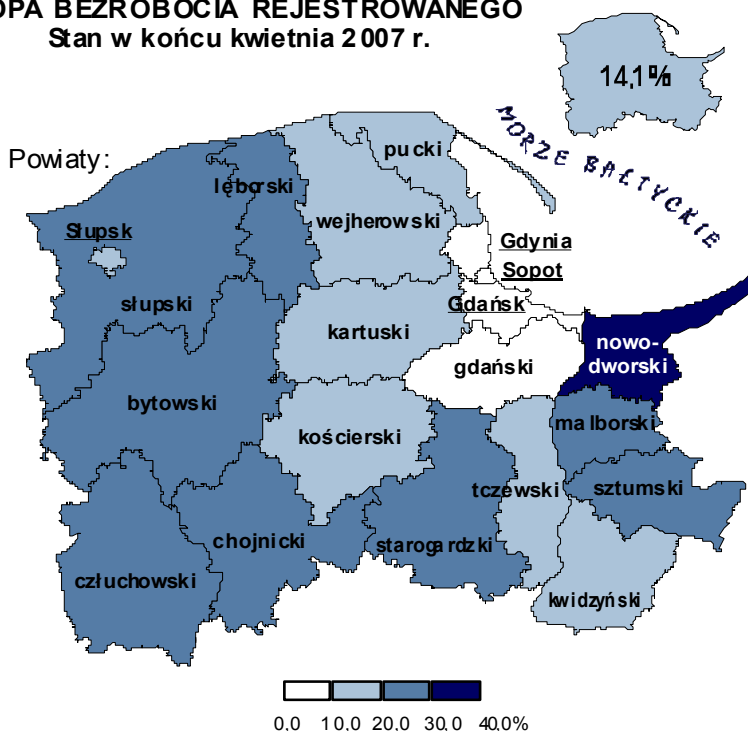 OPA BEZROBOCIA REJESTROWANEGO
Stan w końcu kwietnia 2007 r.
14,1%
MORZE BAŁTYCKIE
Powiaty:
pucki
lęborski
wejherowski
Słupsk
Gdynia
Sopot
słupski
Gdańsk
kartuski
nowo-
dworski
gdański
bytowski
malborski
kościerski
tczewski
sztumski
chojnicki
starogardzki
człuchowski
kwidzyński
0,0 10,0 20,0 30,0 40,0%